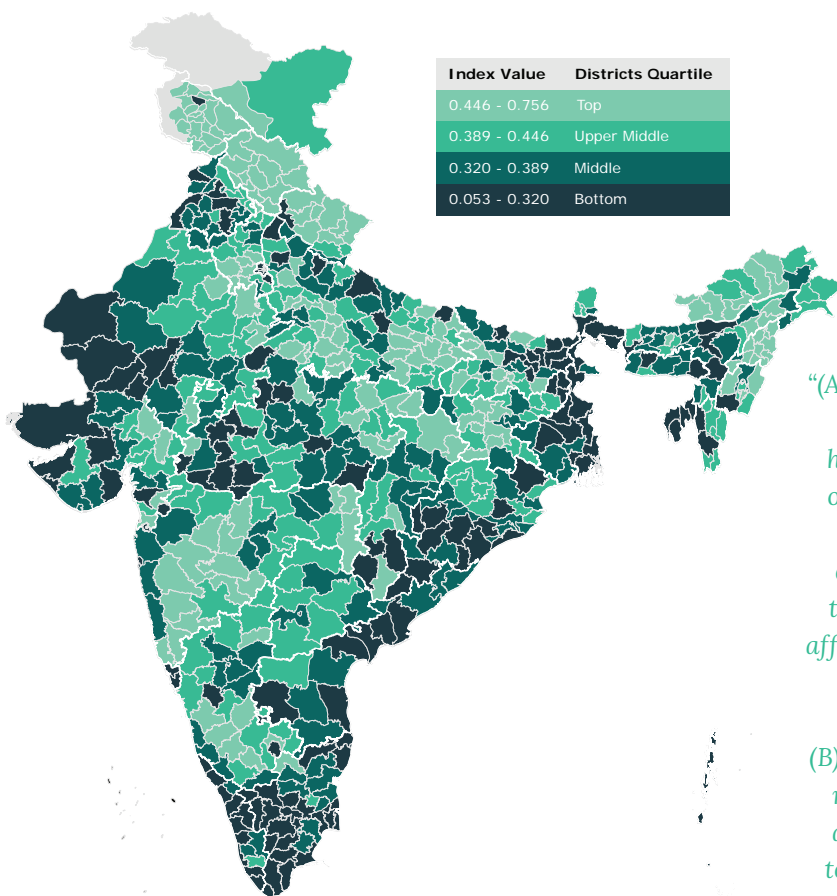 Index Value Districts Quartile
0.446 - 0.756 Top
0.389 - 0.446 Upper Middle
0.320 - 0.389 Middle
0.053 - 0.320 Bottom
“(A
h
o
t
aff
(B)